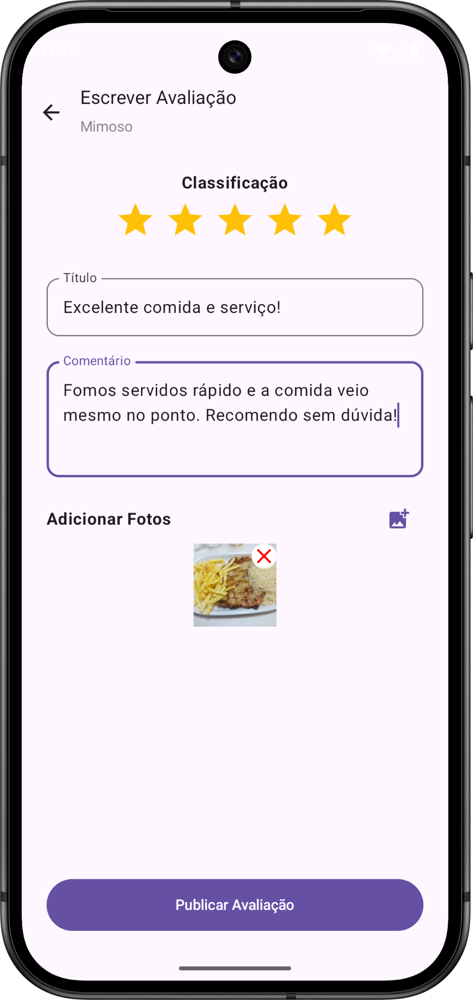 11:27
Escrever Avaliação
Mimoso
Classificação
Título
Excelente comida e serviço!
Comentário
Fomos servidos rápido e a comida veio
mesmo no ponto. Recomendo sem dúvida!
Adicionar Fotos
Publicar Avaliação